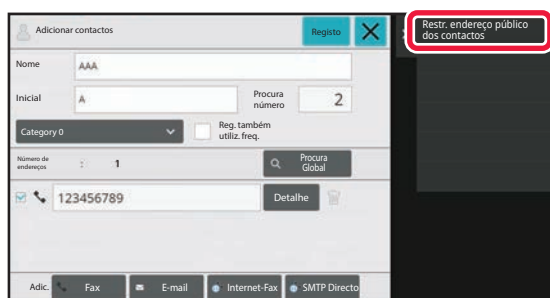 Adicionar contactos
Registo
Restr. endereço público
dos contactos
Nome
AAA
Inicial
A
Procura
número
2
Category 0
Reg. também
utiliz. freq.
Número de
endereços
:
1
Procura
Global
123456789
Detalhe
Adic.
Fax
E-mail
Internet-Fax
SMTP Directo